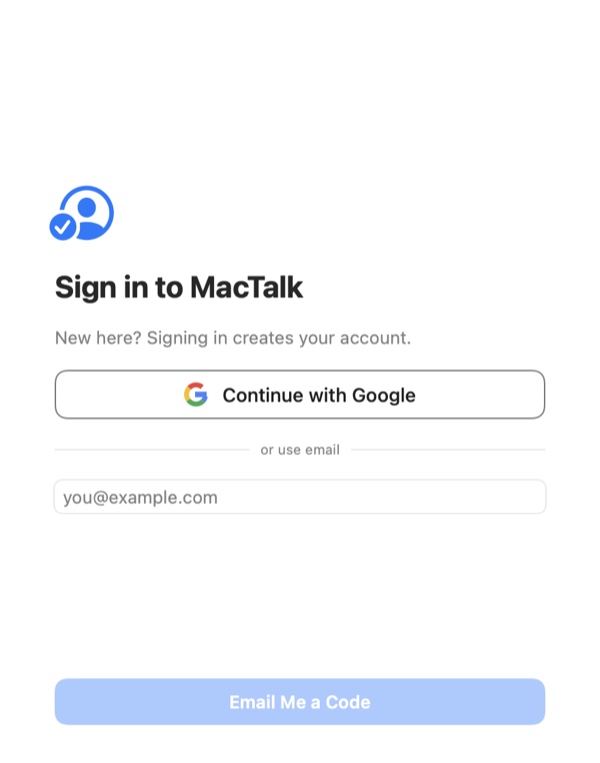 Sign in to MacTalk
New here? Signing in creates your account.
Continue with Google
or use email
you@example.com
Email Me a Code